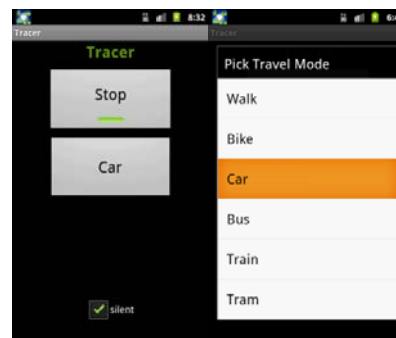 8:32
Tracer
Tracer
Stop
Car
silent
Tracer
Pick Travel Mode
Walk
Bike
Car
Bus
Train
Tram